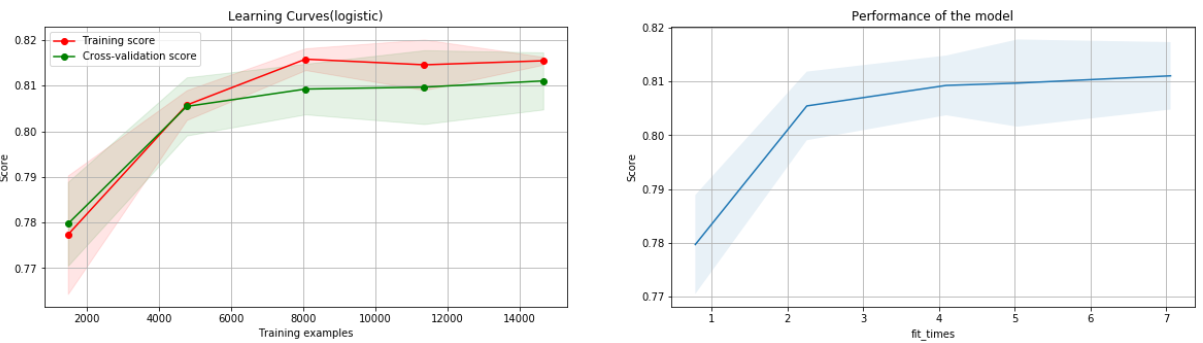 Learning Curves(logistic)
Training score
Cross-validation score
0.82
0.81
0.80
0.79
0.78
0.77
Score
2000 4000 6000 8000 10000 12000 14000
Training examples
Performance of the model
0.82
0.81
0.80
0.79
0.78
0.77
Score
1 2 3 4 5 6 7
fit_times